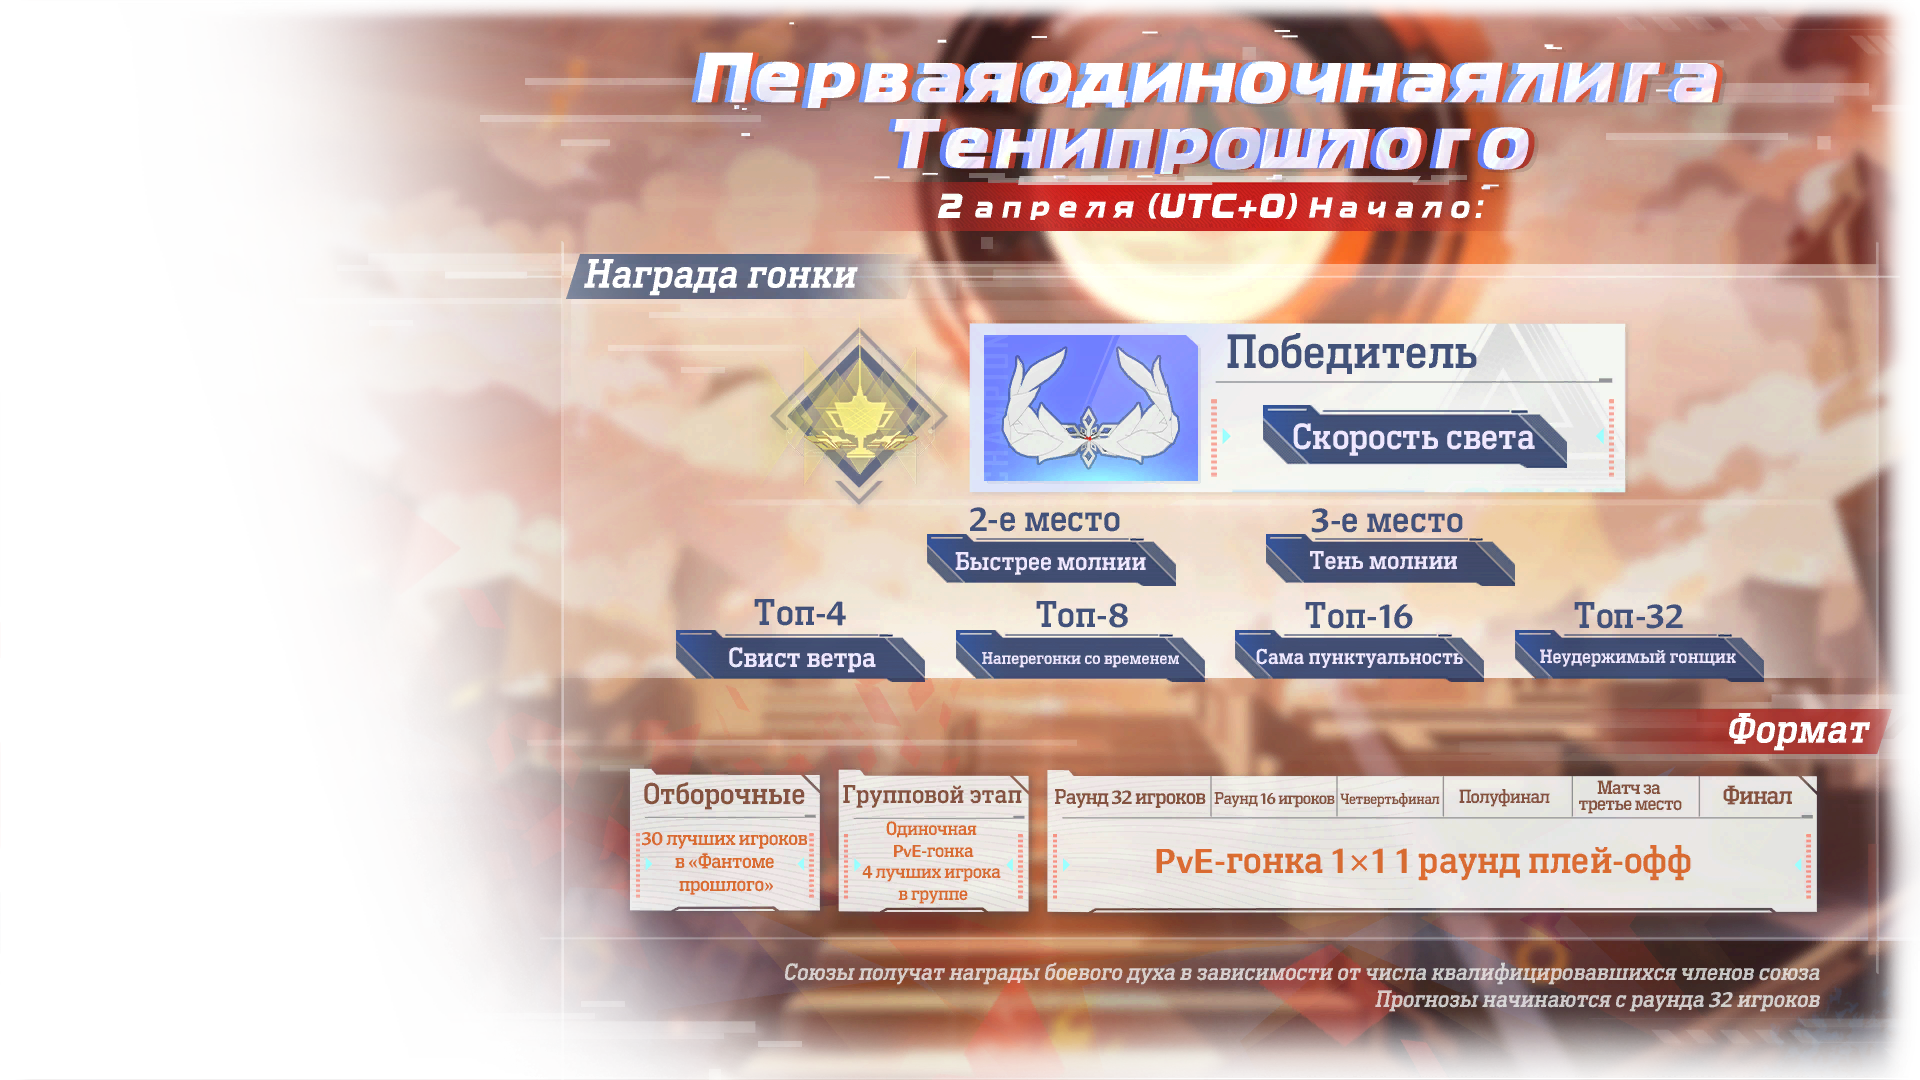 Перваяодиночнаялига
Тенипрошлого
2 апреля (UTC+0) Начало:
Награда гонки
CHAMPION
Победитель
Скорость света
2-е место
3-е место
Быстрее молнии
Тень молнии
Топ-4
Топ-8
Топ-16
Топ-32
Свист ветра
Наперегонки со временем
Сама пунктуальность
Неудержимый гонщик
Формат
Отборочные
30 лучших игроков
в «Фантоме
прошлого»
Групповой этап
Одиночная
PvE-гонка
4 лучших игрока
в группе
Раунд 32 игроков
Раунд 16 игроков
Четвертьфинал
Полуфинал
Матч за
третье место
Финал
PvE-гонка 1×1 1 раунд плей-офф
Союзы получат награды боевого духа в зависимости от числа квалифицировавшихся членов союза
Прогнозы начинаются с раунда 32 игроков